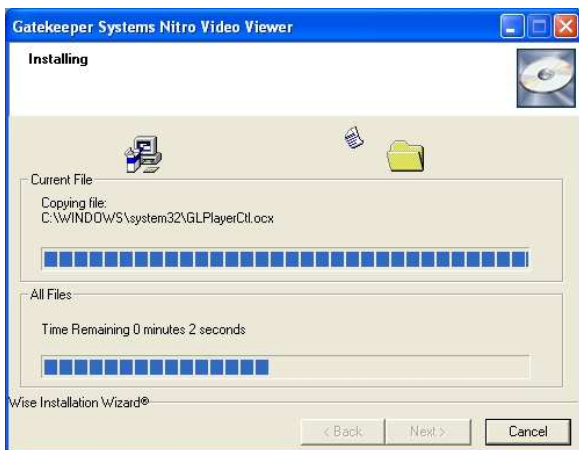 Gatekeeper Systems Nitro Video Viewer
Installing
Current File
Copying file:
C:\WINDOWS\system32\GLPlayerCtl.ocx
All Files
Time Remaining 0 minutes 2 seconds
Wise Installation Wizard®
< Back
Next >
Cancel